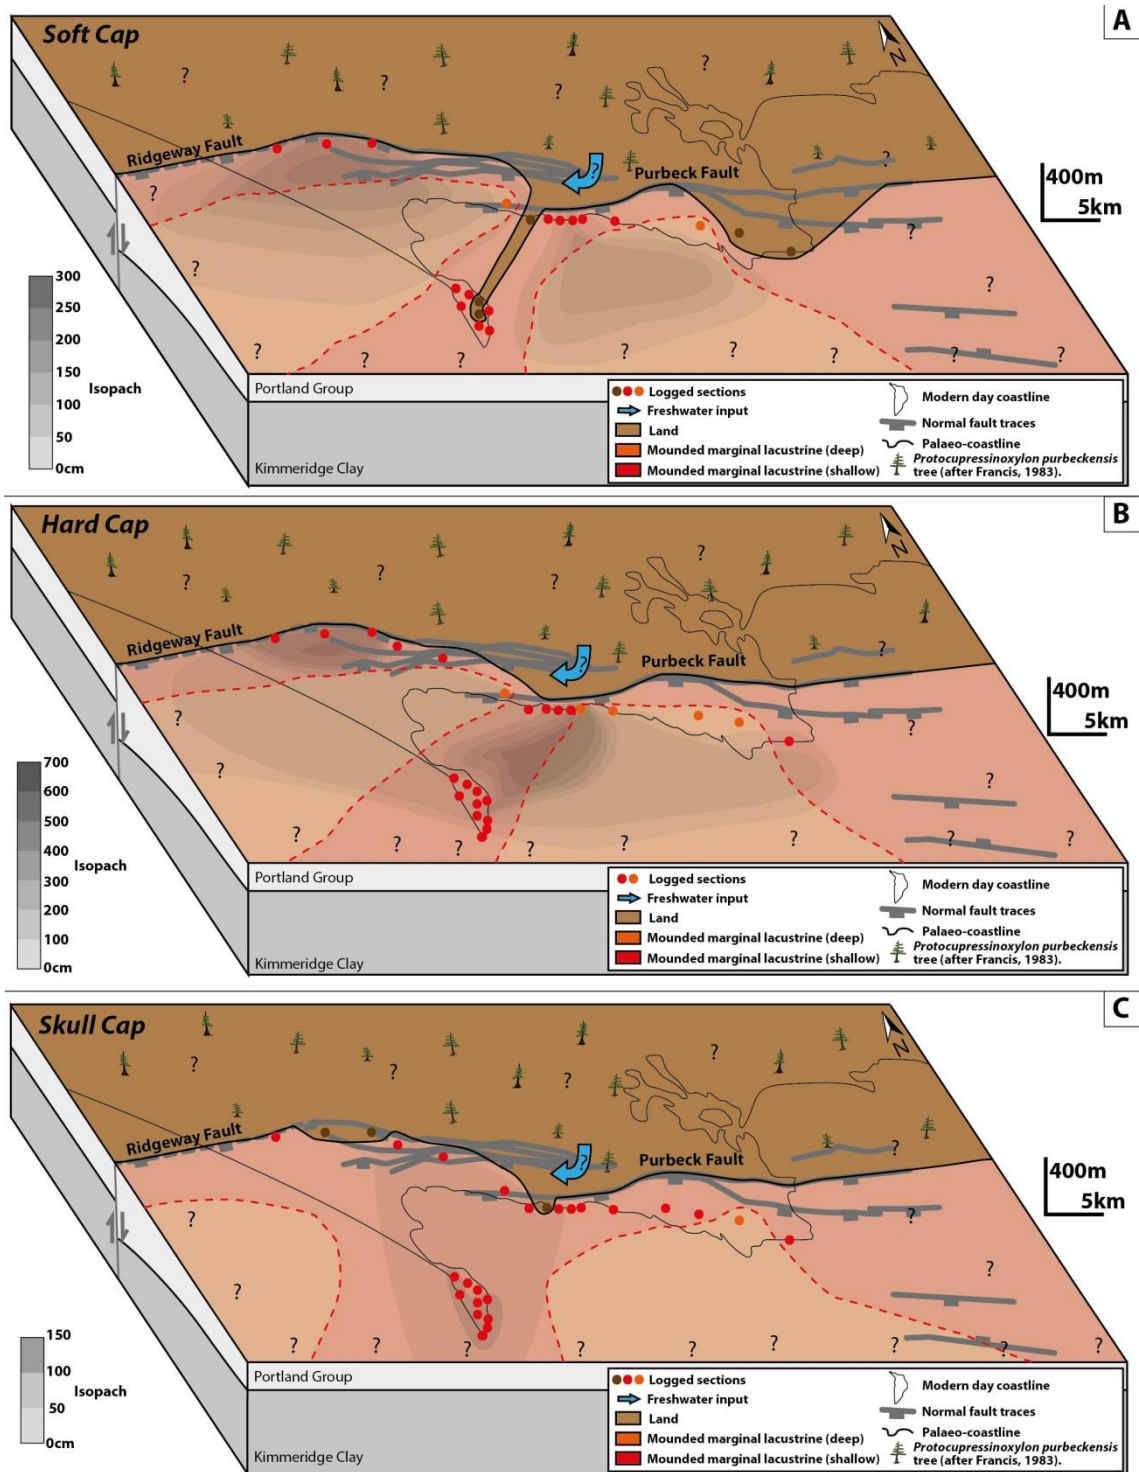 Soft Cap
A
N
?
?
?
?
?
?
Ridgeway Fault
Purbeck Fault
?
?
?
?
400m
5km
300
250
200
150
100
50
0cm
Isopach
?
?
?
?
?
?
?
Portland Group
Kimmeridge Clay
Logged sections
Freshwater input
Land
Mounded marginal lacustrine (deep)
Mounded marginal lacustrine (shallow)
Modern day coastline
Normal fault traces
Palaeo-coastline
Protocupressinoxylon purbeckensis
tree (after Francis, 1983).
Hard Cap
B
N
?
?
?
?
?
?
Ridgeway Fault
Purbeck Fault
?
?
?
?
400m
5km
700
600
500
400
300
200
100
0cm
Isopach
?
?
?
?
?
?
?
Portland Group
Kimmeridge Clay
Logged sections
Freshwater input
Land
Mounded marginal lacustrine (deep)
Mounded marginal lacustrine (shallow)
Modern day coastline
Normal fault traces
Palaeo-coastline
Protocupressinoxylon purbeckensis
tree (after Francis, 1983).
Skull Cap
C
N
?
?
?
?
?
?
Ridgeway Fault
Purbeck Fault
?
?
?
?
400m
5km
150
100
50
0cm
Isopach
?
?
?
?
?
?
?
?
Portland Group
Kimmeridge Clay
Logged sections
Freshwater input
Land
Mounded marginal lacustrine (deep)
Mounded marginal lacustrine (shallow)
Modern day coastline
Normal fault traces
Palaeo-coastline
Protocupressinoxylon purbeckensis
tree (after Francis, 1983).